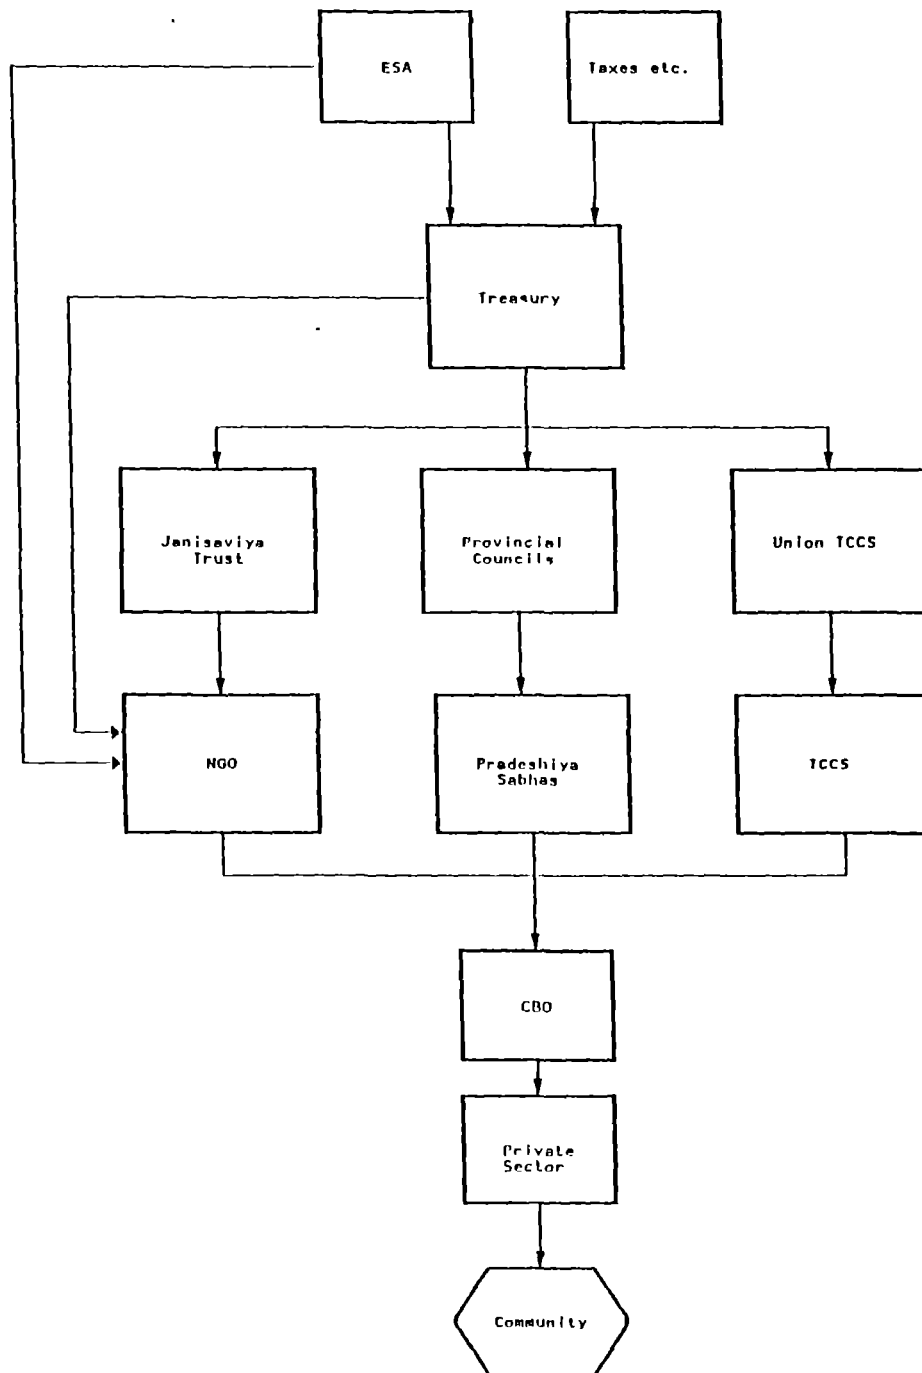 ESA
Taxes etc.
Treasury
Janisaviya
Trust
Provincial
Councils
Union TCCS
NGO
Pradeshiya
Sabhas
TCCS
CBO
Private
Sector
Community